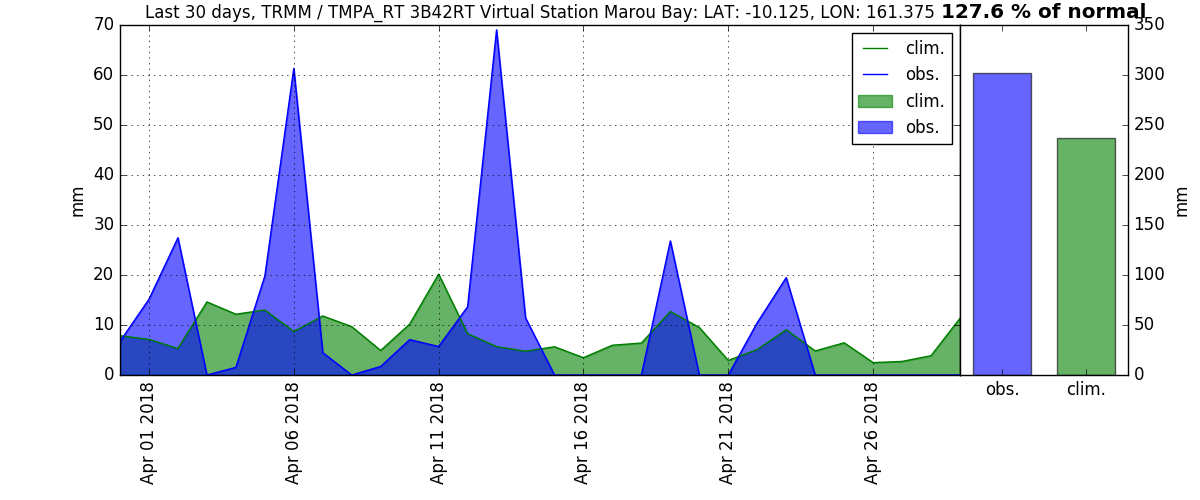 Last 30 days, TRMM / TMPA_RT 3B42RT Virtual Station Marou Bay: LAT: -10.125, LON: 161.375 127.6 % of normal
70
60
50
40
30
20
10
0
mm
clim.
obs.
clim.
obs.
350
300
250
200
150
100
50
0
mm
obs.
clim.
Apr 01 2018
Apr 06 2018
Apr 11 2018
Apr 16 2018
Apr 21 2018
Apr 26 2018